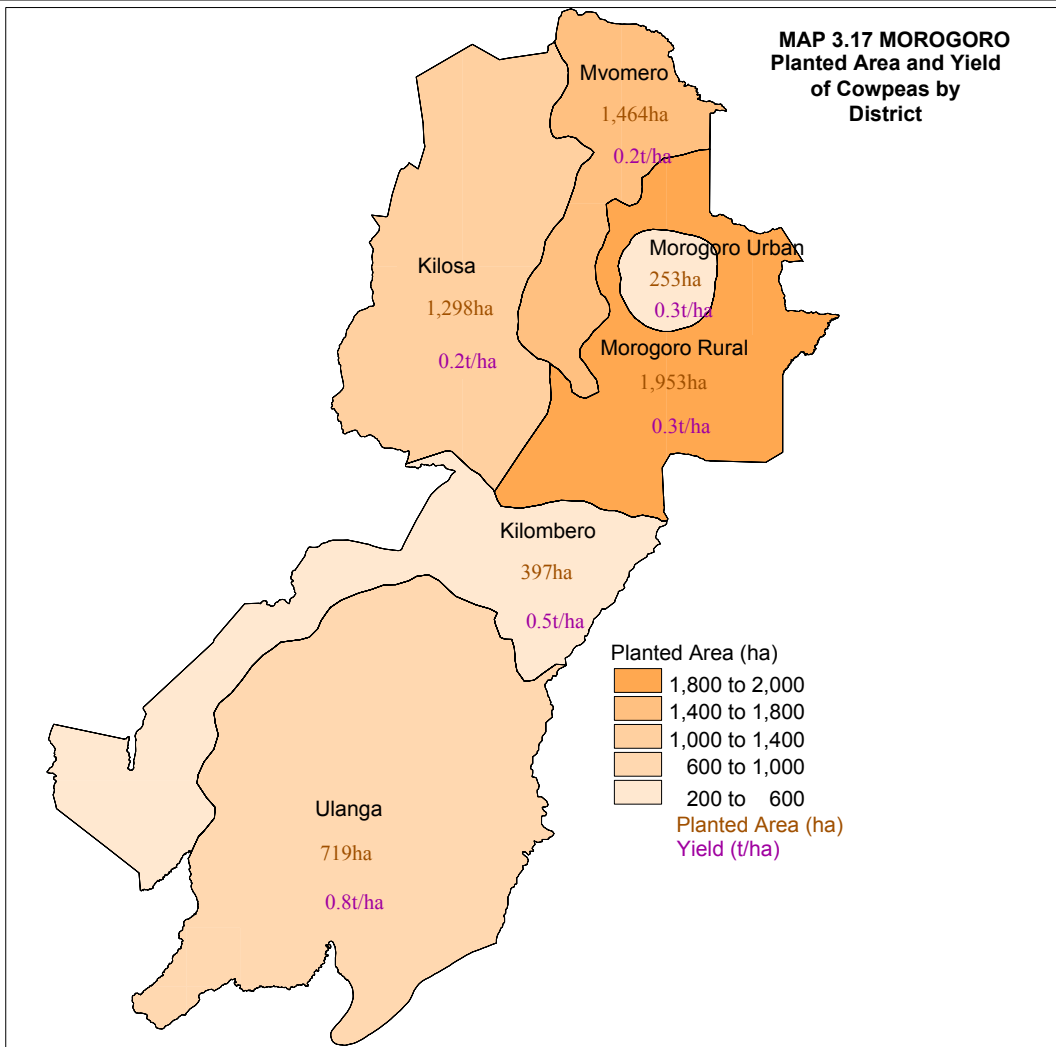 MAP 3.17 MOROGORO
Planted Area and Yield
of Cowpeas by
District
Mvomero
1,464ha
0.2t/ha
Morogoro Urban
253ha
0.3t/ha
Kilosa
1,298ha
0.2t/ha
Morogoro Rural
1,953ha
0.3t/ha
Kilombero
397ha
0.5t/ha
Ulanga
719ha
0.8t/ha
Planted Area (ha)
1,800 to 2,000
1,400 to 1,800
1,000 to 1,400
600 to 1,000
200 to 600
Planted Area (ha)
Yield (t/ha)